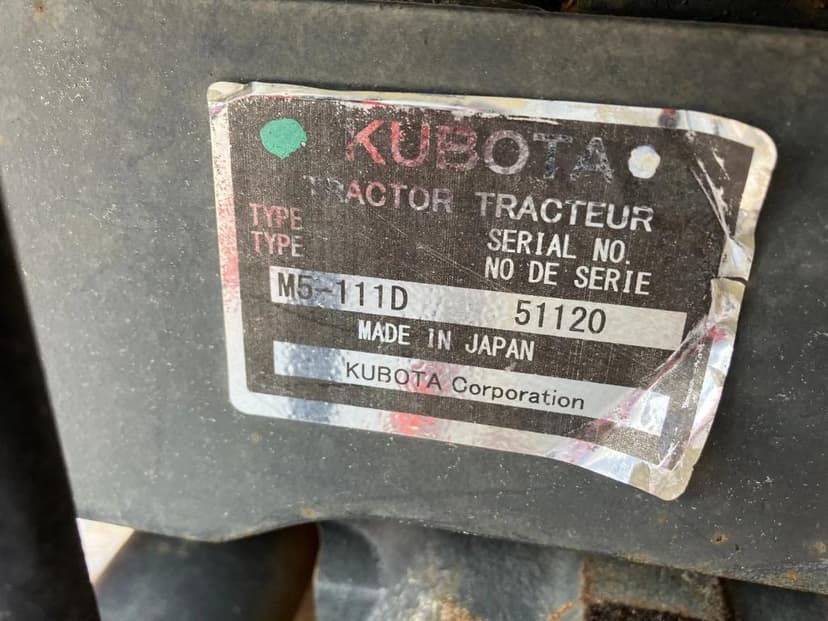 KUBOTA
TRACTOR TRACTEUR
TYPE SERIAL NO.
TYPE NO DE SERIE
M5-111D 51120
MADE IN JAPAN
KUBOTA Corporation